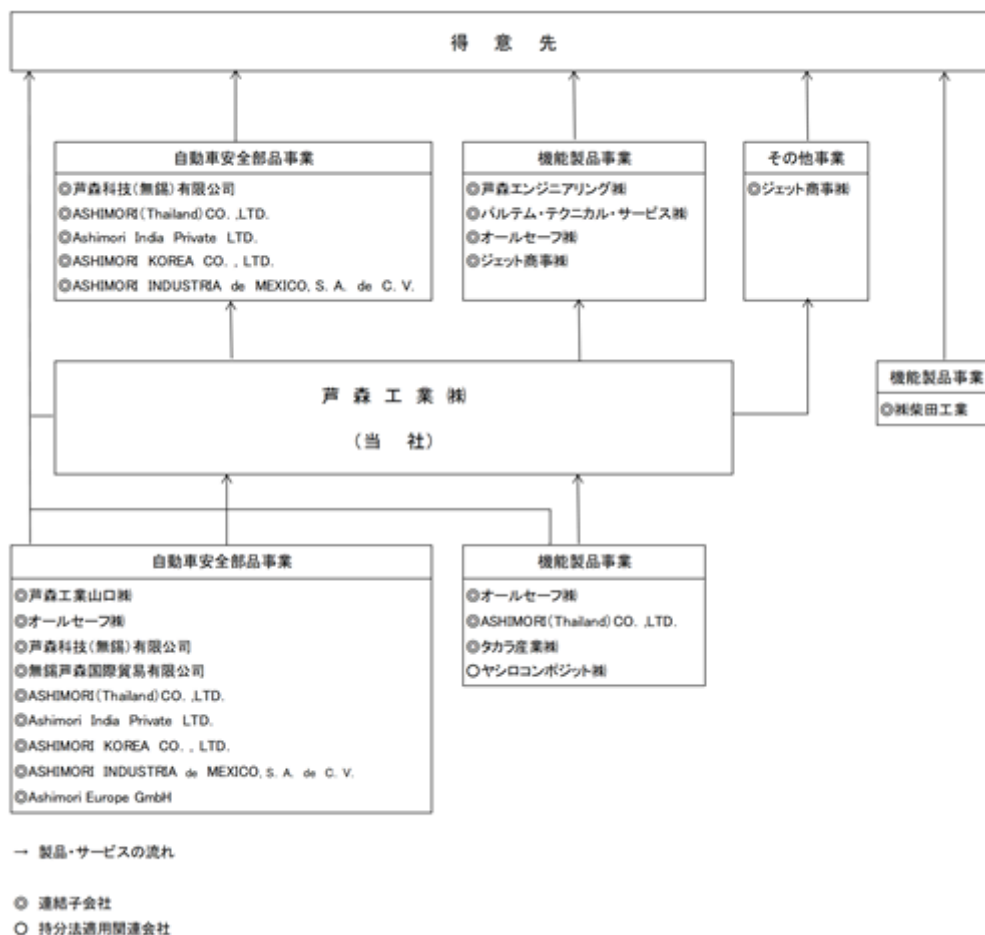 得 意 先
自動車安全部品事業
◎芦森科技(無錫)有限公司
◎ASHIMORI(Thailand)CO.,LTD.
◎Ashimori India Private LTD.
◎ASHIMORI KOREA CO., LTD.
◎ASHIMORI INDUSTRIA de MEXICO, S. A. de C. V.
機能製品事業
◎芦森エンジニアリング㈱
◎パルテム・テクニカル・サービス㈱
◎オールセーフ㈱
◎ジェット商事㈱
その他事業
◎ジェット商事㈱
芦 森 工 業 ㈱
(当 社)
機能製品事業
◎㈱柴田工業
自動車安全部品事業
◎芦森工業山口㈱
◎オールセーフ㈱
◎芦森科技(無錫)有限公司
◎無錫芦森国際貿易有限公司
◎ASHIMORI(Thailand)CO.,LTD.
◎Ashimori India Private LTD.
◎ASHIMORI KOREA CO., LTD.
◎ASHIMORI INDUSTRIA de MEXICO, S. A. de C. V.
◎Ashimori Europe GmbH
機能製品事業
◎オールセーフ㈱
◎ASHIMORI(Thailand)CO.,LTD.
◎タカラ産業㈱
○ヤシロコンポジット㈱
→ 製品・サービスの流れ
◎ 連結子会社
○ 持分法適用関連会社